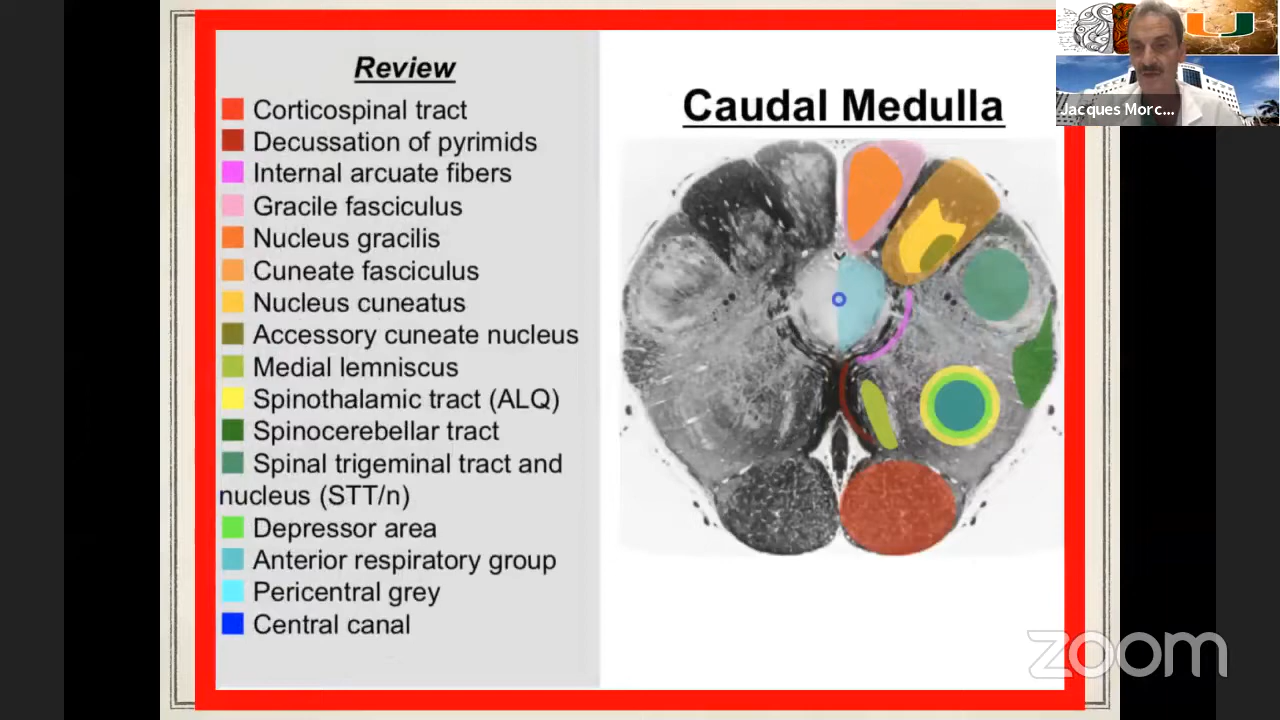 Review
Corticospinal tract
Decussation of pyrimids
Internal arcuate fibers
Gracile fasciculus
Nucleus gracilis
Cuneate fasciculus
Nucleus cuneatus
Accessory cuneate nucleus
Medial lemniscus
Spinothalamic tract (ALQ)
Spinocerebellar tract
Spinal trigeminal tract and
nucleus (STT/n)
Depressor area
Anterior respiratory group
Pericentral grey
Central canal
Caudal Medulla
Jacques Morc...
zoom